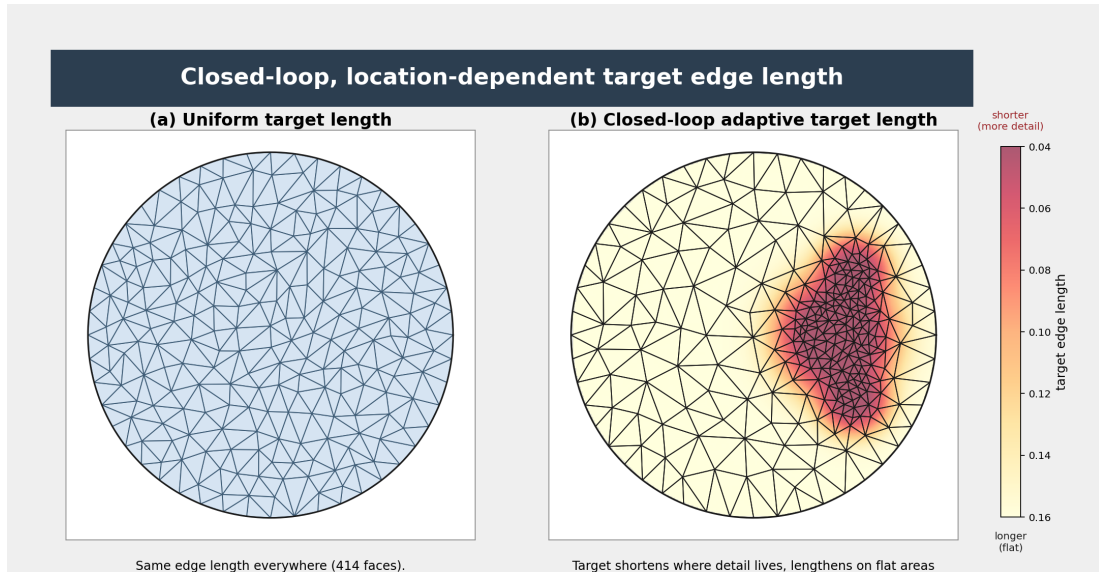 Closed-loop, location-dependent target edge length
(a) Uniform target length
(b) Closed-loop adaptive target length
shorter
(more detail)
0.04
0.06
0.08
0.10
0.12
0.14
0.16
target edge length
longer
(flat)
Same edge length everywhere (414 faces).
Target shortens where detail lives, lengthens on flat areas